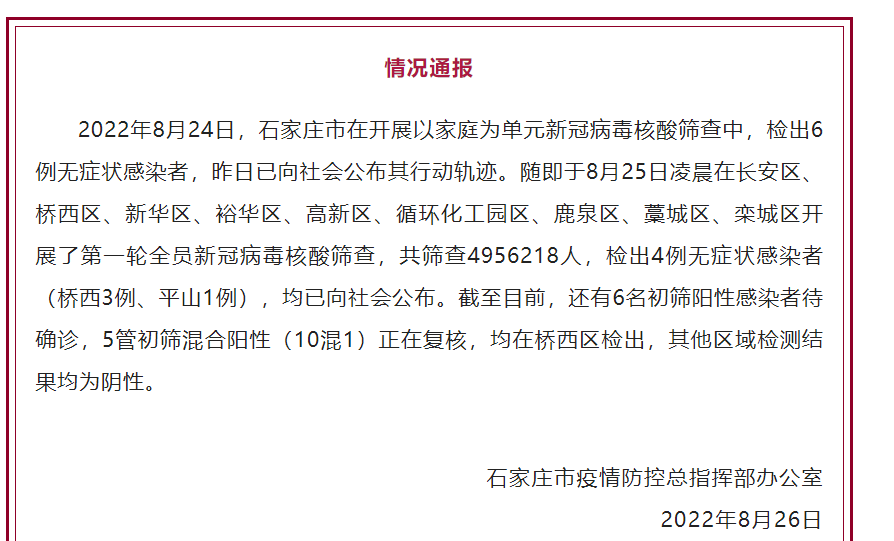 情况通报
2022年8月24日，石家庄市在开展以家庭为单元新冠病毒核酸筛查中，检出6
例无症状感染者，昨日已向社会公布其行动轨迹。随即于8月25日凌晨在长安区、
桥西区、新华区、裕华区、高新区、循环化工园区、鹿泉区、藁城区、栾城区开
展了第一轮全员新冠病毒核酸筛查，共筛查4956218人，检出4例无症状感染者
（桥西3例、平山1例），均已向社会公布。截至目前，还有6名初筛阳性感染者待
确诊，5管初筛混合阳性（10混1）正在复核，均在桥西区检出，其他区域检测结
果均为阴性。
石家庄市疫情防控总指挥部办公室
2022年8月26日